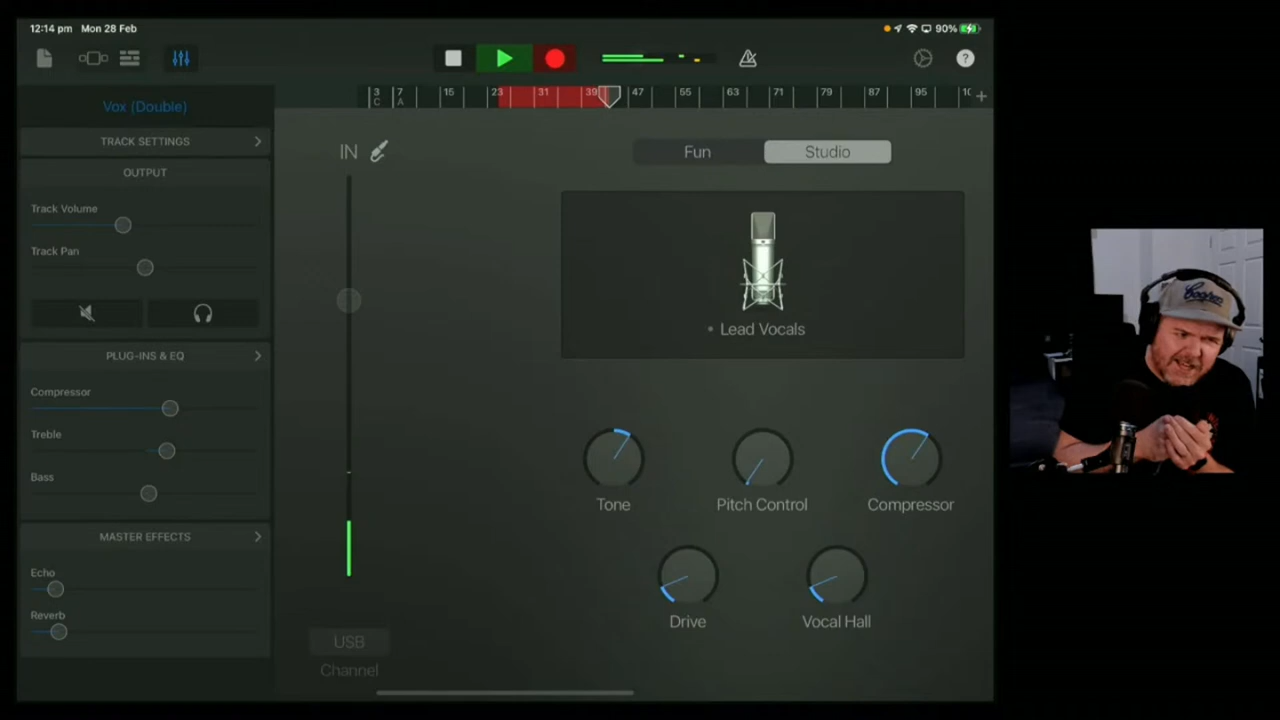 12:14 pm Mon 28 Feb
90%
3 7 15 23 31 39 47 55 63 71 79 87 95
C A
Vox (Double)
TRACK SETTINGS
OUTPUT
Track Volume
Track Pan
PLUG-INS & EQ
Compressor
Treble
Bass
MASTER EFFECTS
Echo
Reverb
IN
Fun Studio
Lead Vocals
Tone Pitch Control Compressor
Drive Vocal Hall
USB
Channel
Cooper